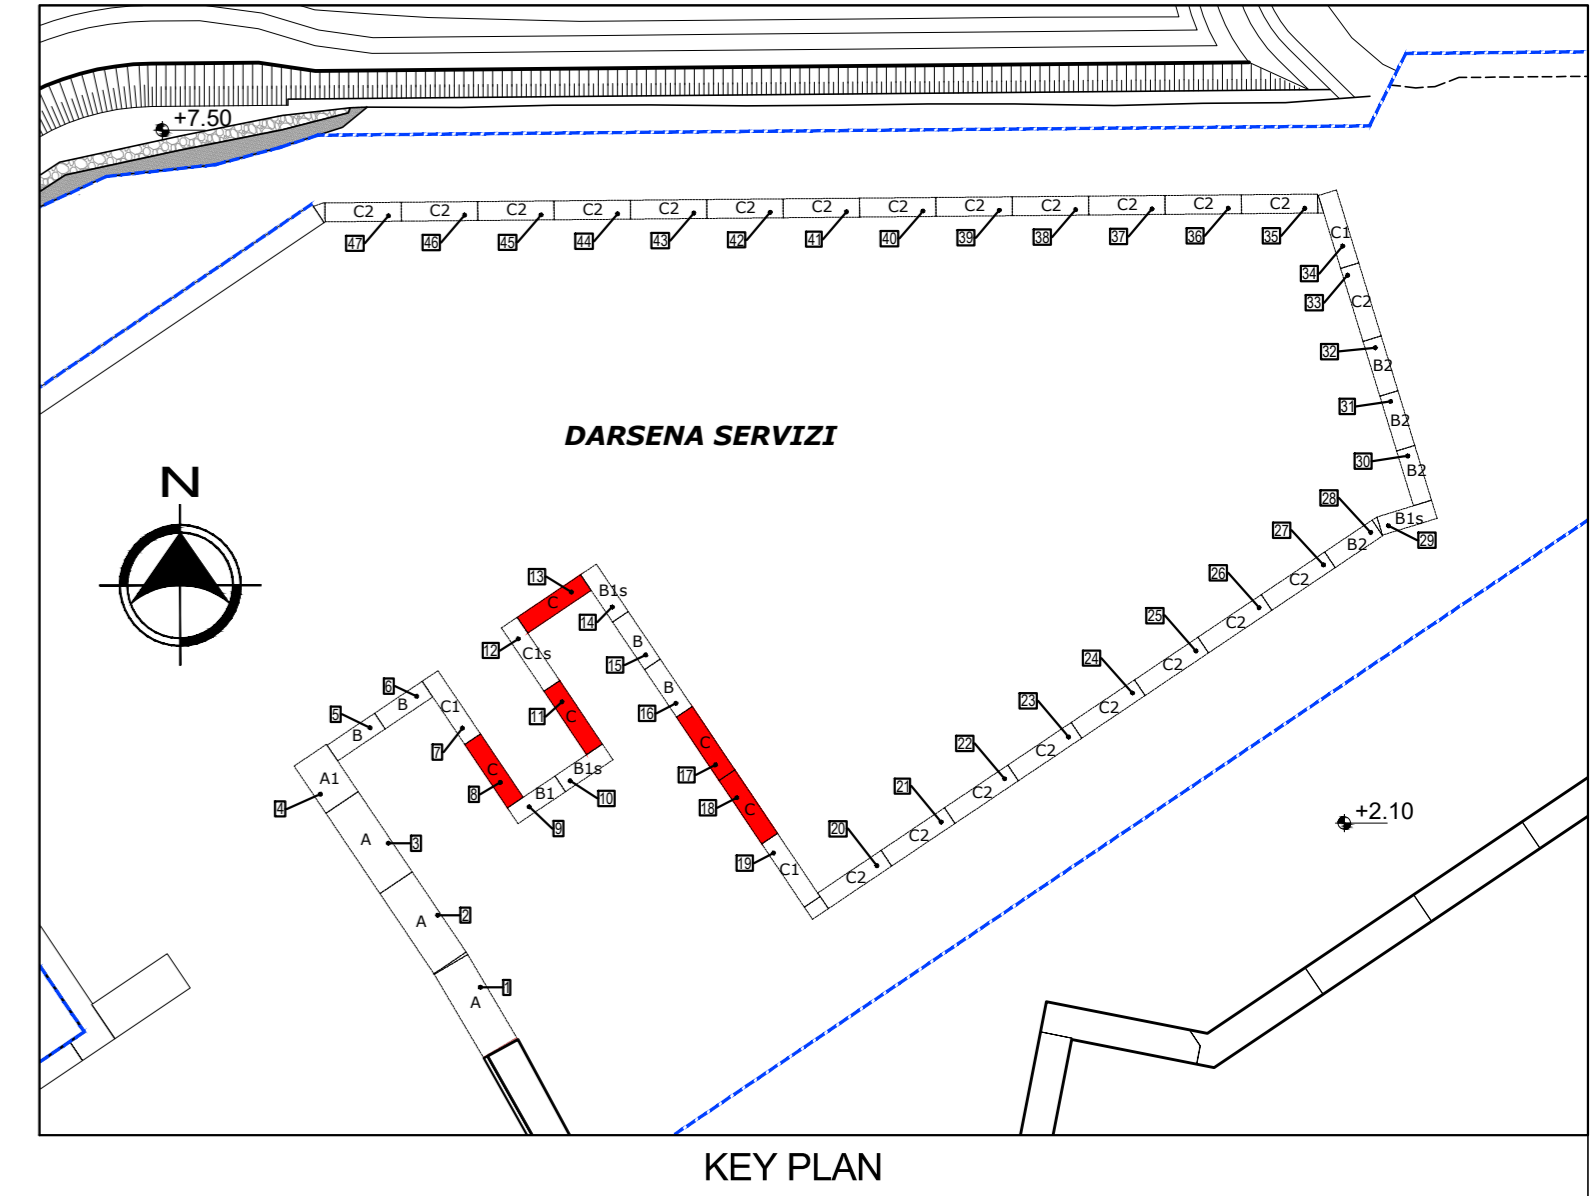 +7.50
C2 C2 C2 C2 C2 C2 C2 C2 C2 C2 C2 C2 C2
47 46 45 44 43 42 41 40 39 38 37 36 35
C1
34
33
C2
32
B2
31
B2
30
B2
DARSENA SERVIZI
N
28
B1s
29
27
B2
26
C2
25
C2
24
C2
23
C2
22
C2
21
C2
20
C2
13
C
B1s
14
12
C1s
15
B
B
16
11
C
6
B
5
B
C1
7
C
17
C
18
C
8
B1s
10
B1
9
A1
4
19
C1
A
3
A
2
A
1
+2.10
KEY PLAN